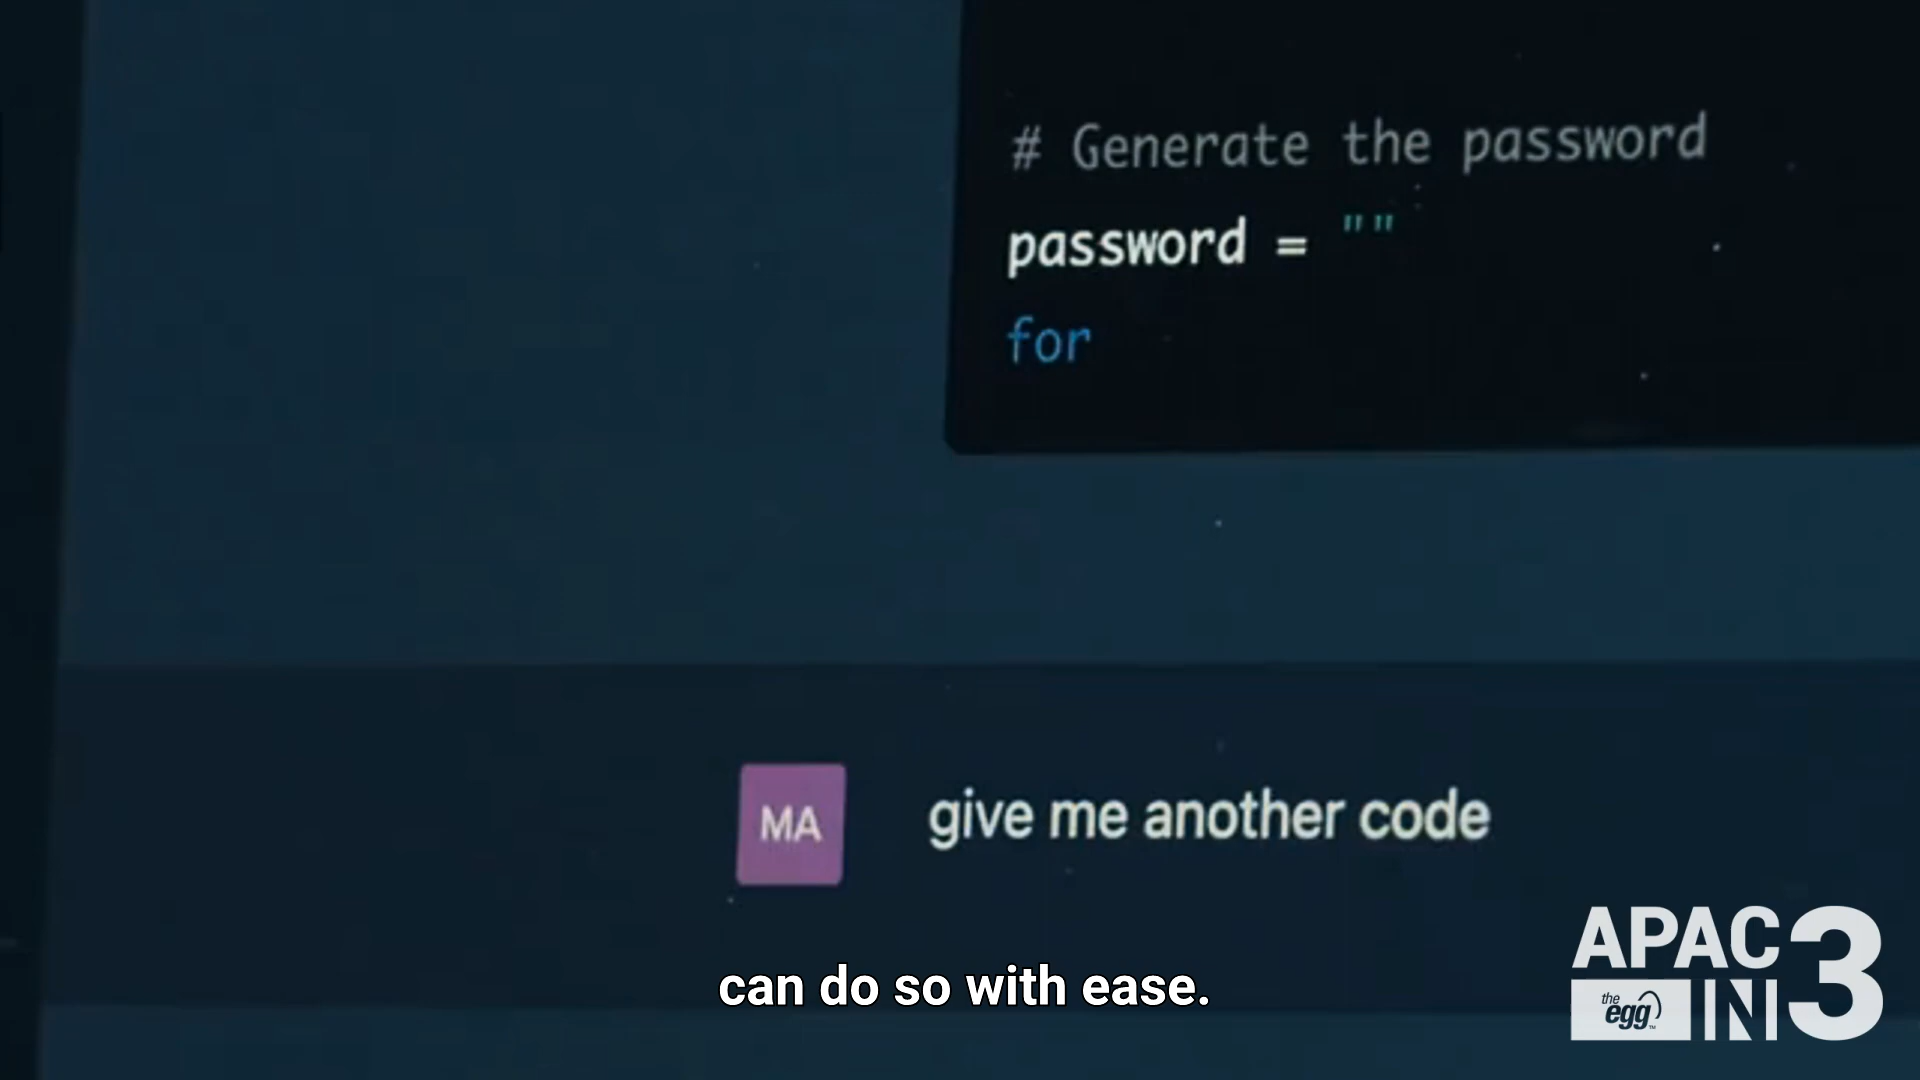 # Generate the password
password = ""
for
MA
give me another code
can do so with ease.
APAC
IN 3
the
egg
TM